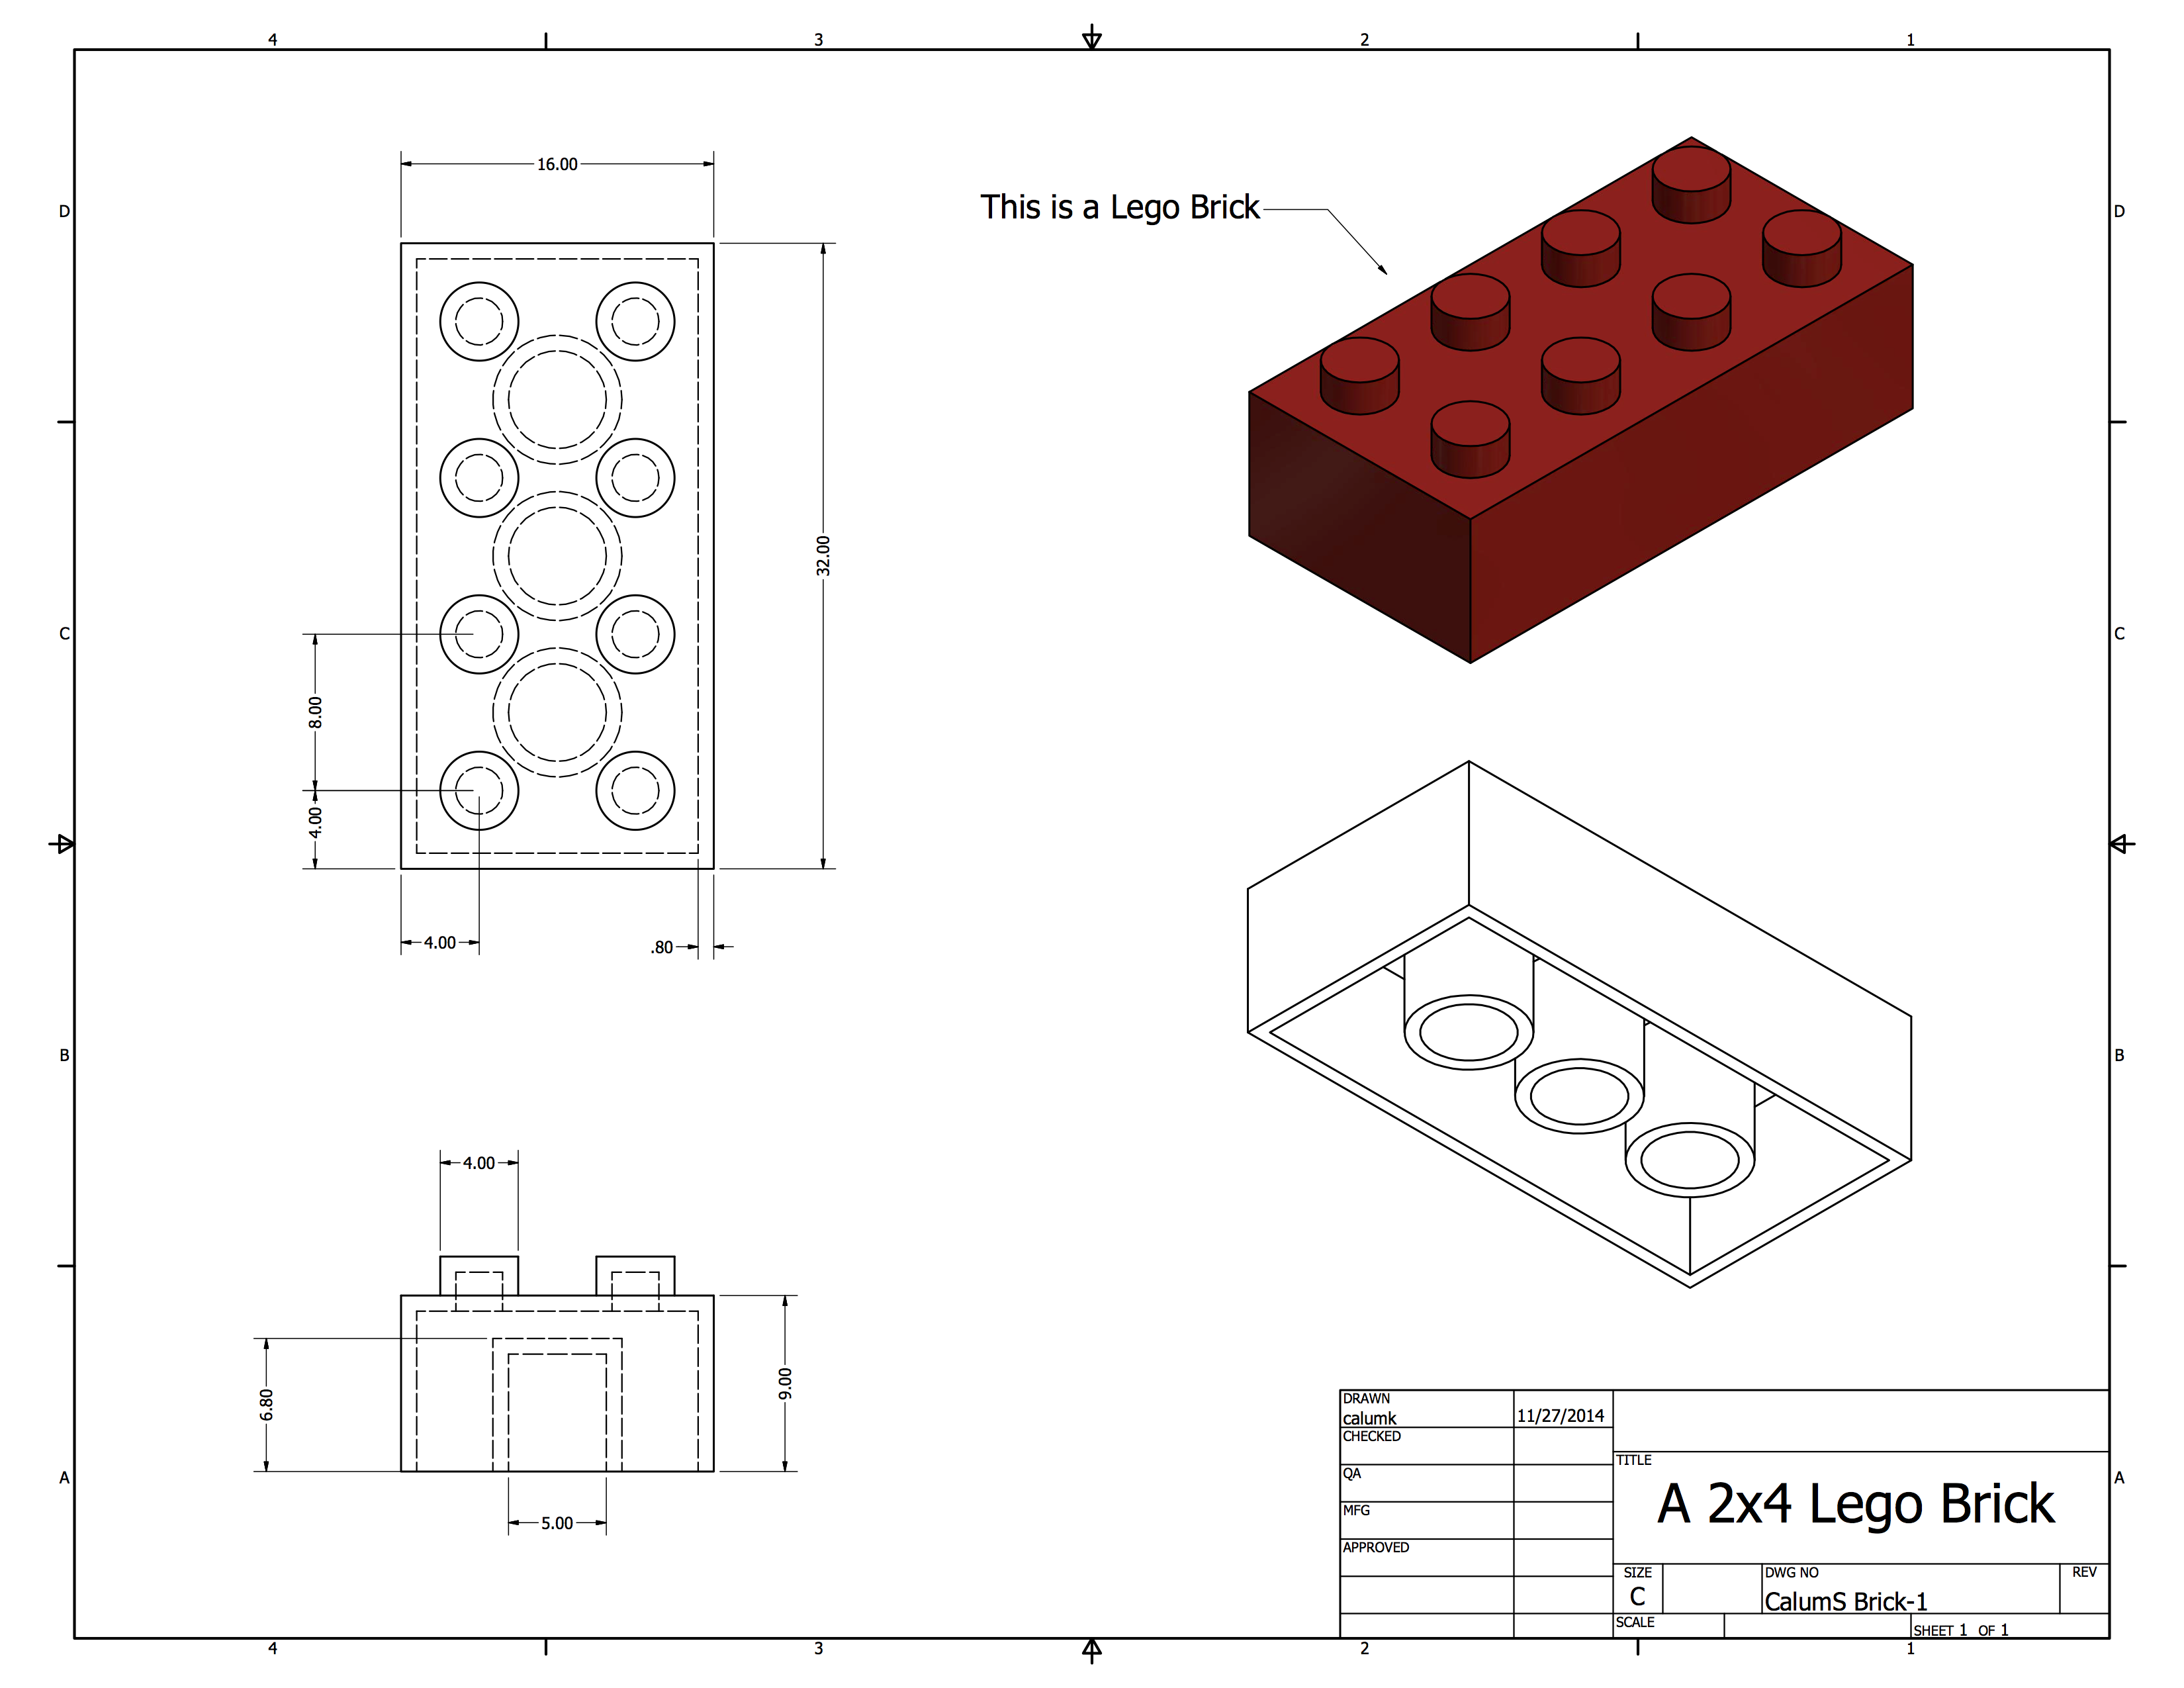 4 3 2 1
D D
C C
B B
A A
16.00
This is a Lego Brick
32.00
8.00
4.00
4.00
.80
4.00
6.80
9.00
5.00
DRAWN
calumk
11/27/2014
CHECKED
QA
MFG
APPROVED
TITLE
A 2x4 Lego Brick
SIZE
C
DWG NO
CalumS Brick-1
REV
SCALE
SHEET 1 OF 1
4 3 2 1